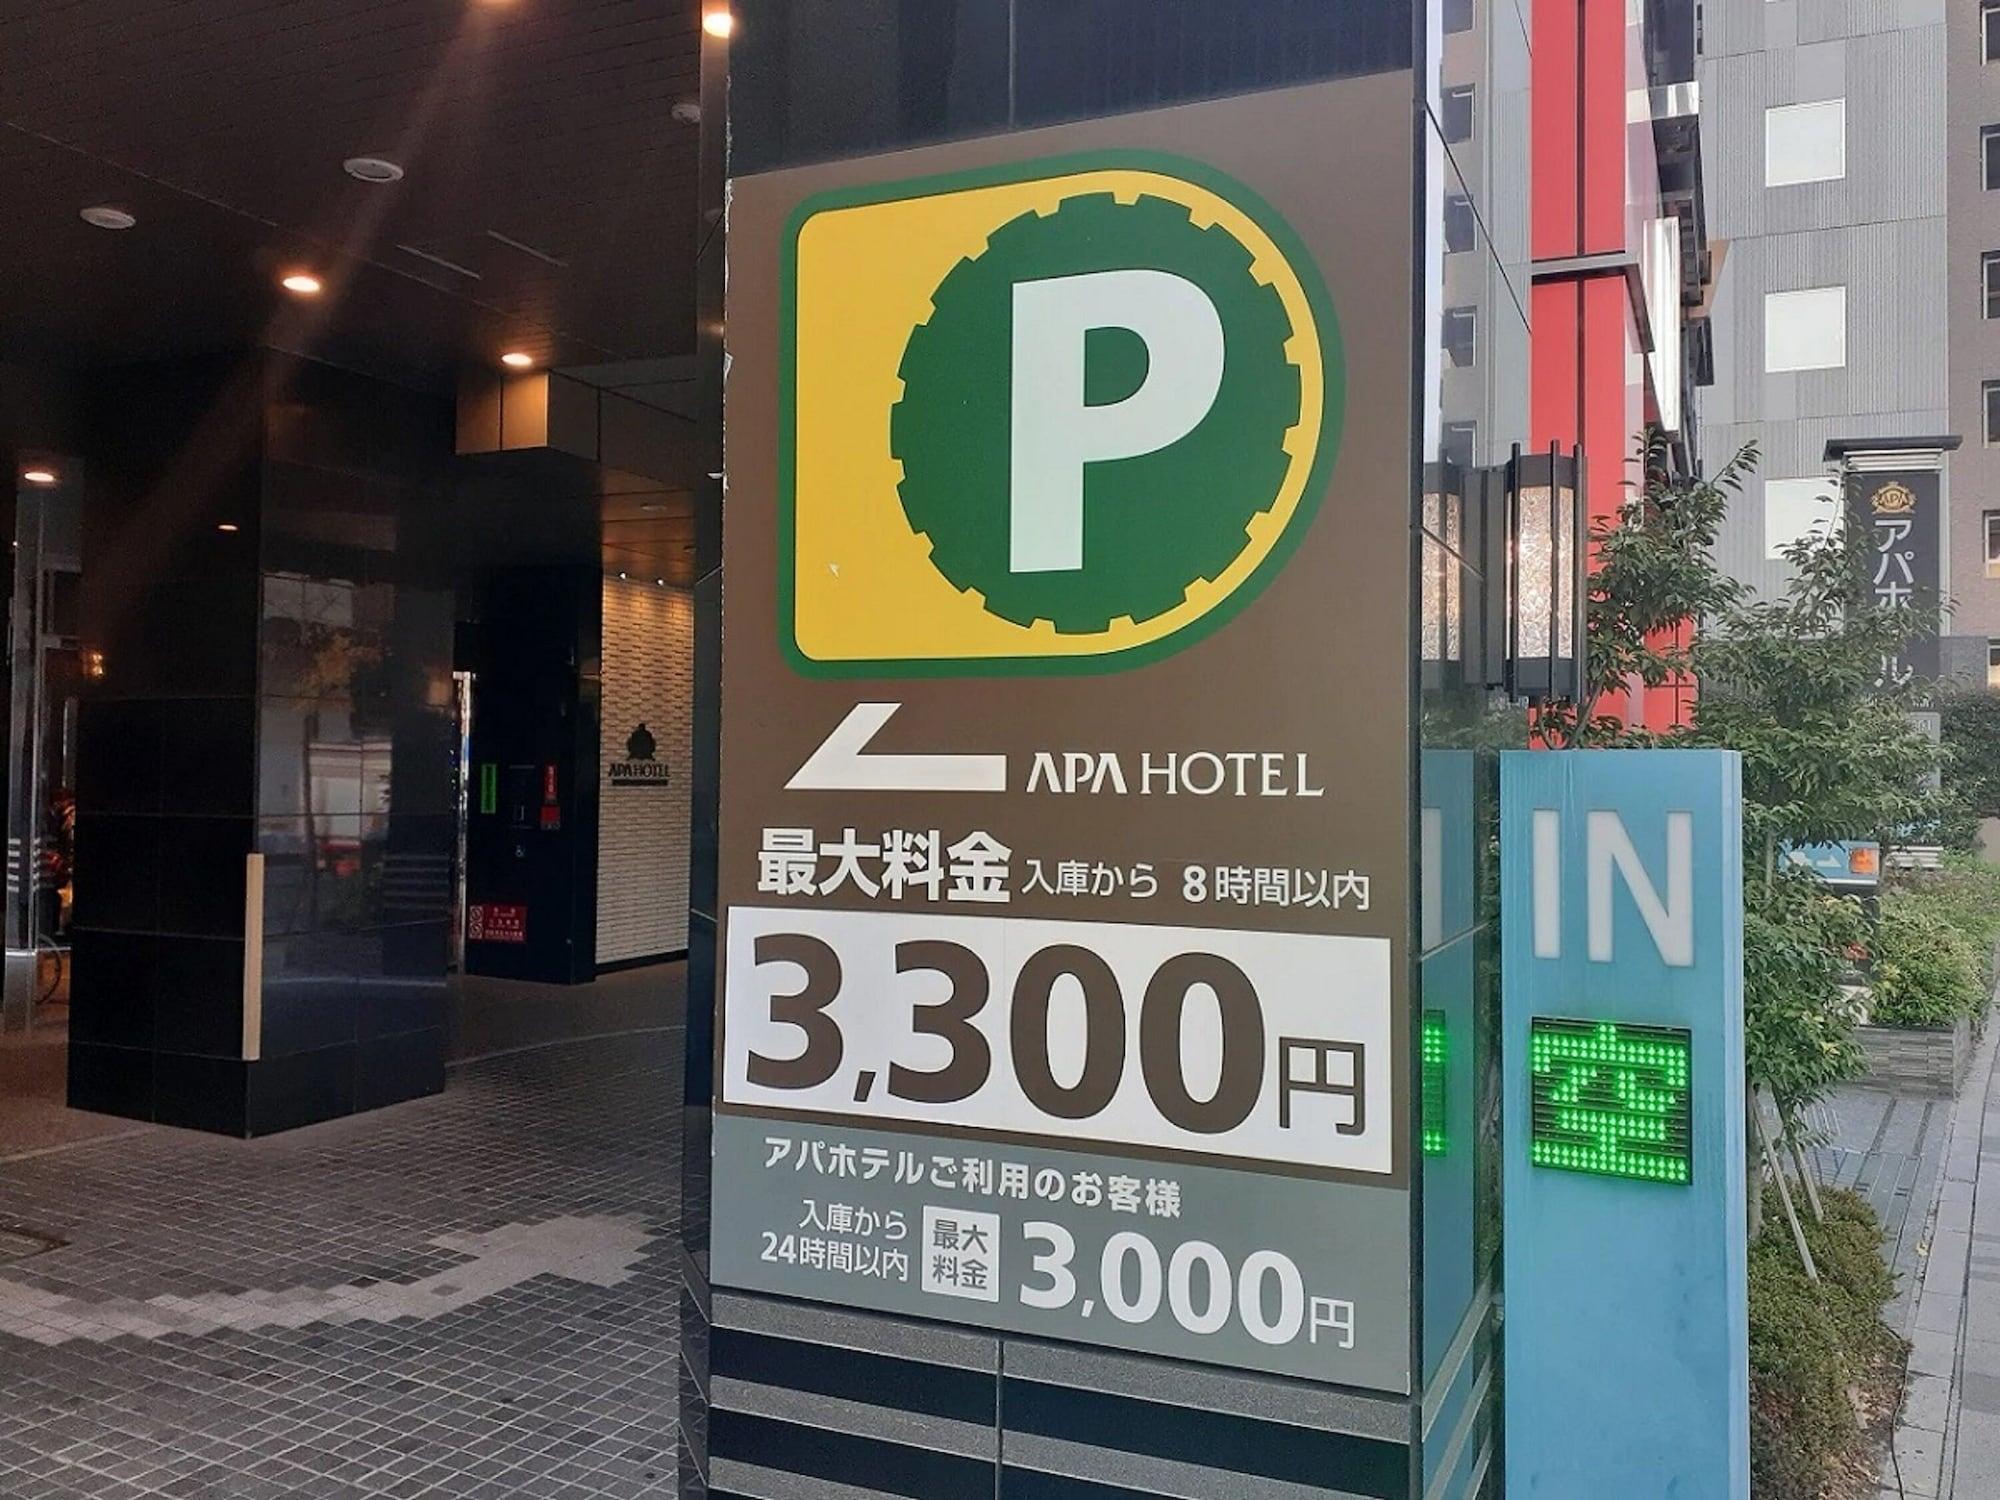 P
APA HOTEL
最大料金 入庫から 8時間以内
3,300円
アパホテルご利用のお客様
入庫から
24時間以内
最大
料金
3,000円
IN
空
APA HOTEL
APA
アパホテル